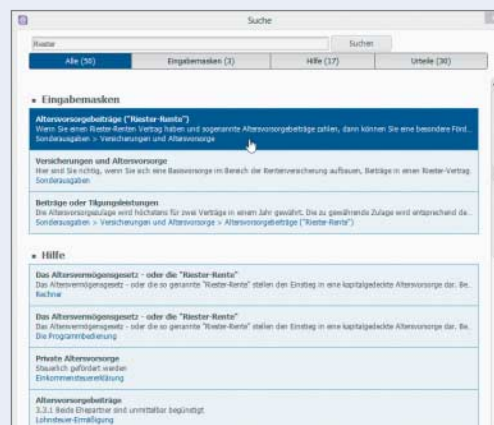 Suche
Riester
Suchen
Alle (50)
Eingabemasken (3)
Hilfe (17)
Urteile (30)
Eingabemasken
Altersvorsorgebeiträge ("Riester-Rente")
Wenn Sie einen Riester-Renten Vertrag haben und sogenannte Altersvorsorgebeiträge zahlen, dann können Sie eine besondere Förd...
Sonderausgaben > Versicherungen und Altersvorsorge
Versicherungen und Altersvorsorge
Hier sind Sie richtig, wenn Sie sich eine Basisvorsorge im Bereich der Rentenversicherung aufbauen, Beiträge in einen Riester-Vertrag
Sonderausgaben
Beiträge oder Tilgungsleistungen
Die Altersvorsorgezulage wird höchstens für zwei Verträge in einem Jahr gewährt. Die zu gewährende Zulage wird entsprechend de...
Sonderausgaben > Versicherungen und Altersvorsorge > Altersvorsorgebeiträge ("Riester-Rente")
Hilfe
Das Altersvermögensgesetz - oder die "Riester-Rente"
Das Altersvermögensgesetz - oder die so genannte "Riester-Rente" stellen den Einstieg in eine kapitalgedeckte Altersvorsorge dar. Be...
Rechner
Das Altersvermögensgesetz - oder die "Riester-Rente"
Das Altersvermögensgesetz - oder die so genannte "Riester-Rente" stellen den Einstieg in eine kapitalgedeckte Altersvorsorge dar. Be...
Die Programmbedienung
Private Altersvorsorge
Steuerlich gefördert werden
Einkommensteuererklärung
Altersvorsorgebeiträge
3.3.1 Beide Ehepartner sind unmittelbar begünstigt
Lohnsteuer-Ermäßigung